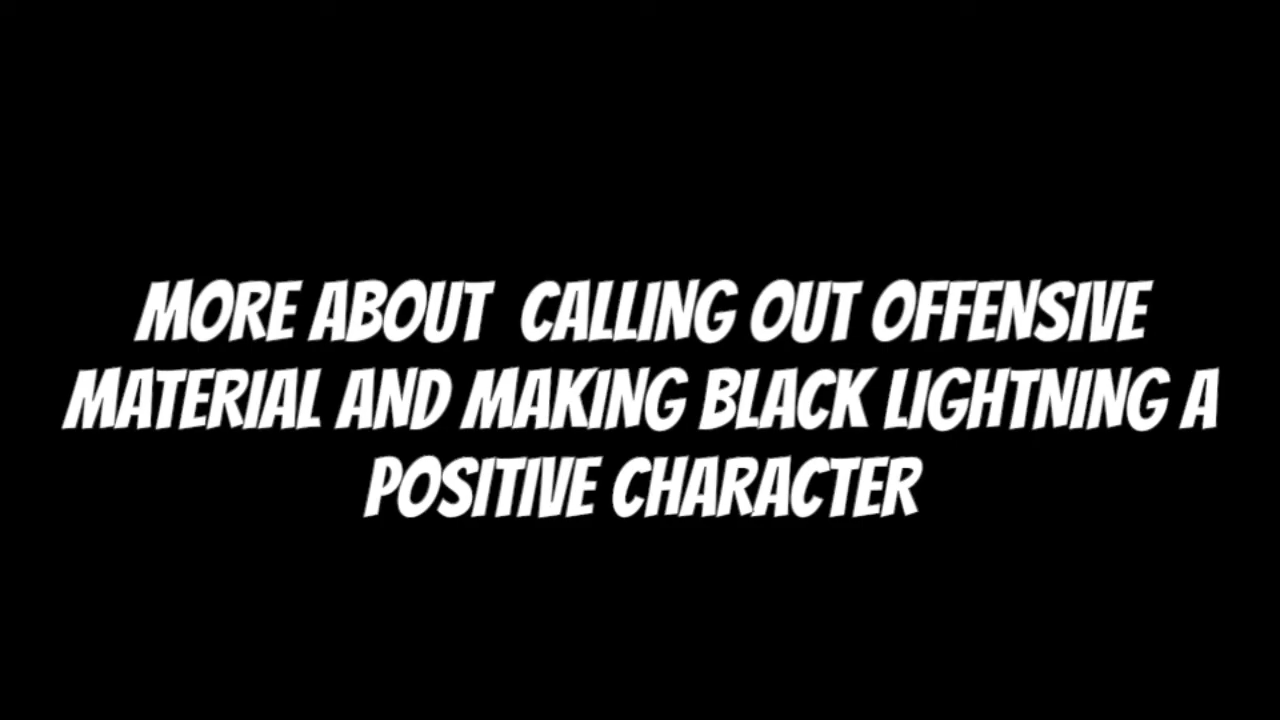 MORE ABOUT CALLING OUT OFFENSIVE
MATERIAL AND MAKING BLACK LIGHTNING A
POSITIVE CHARACTER